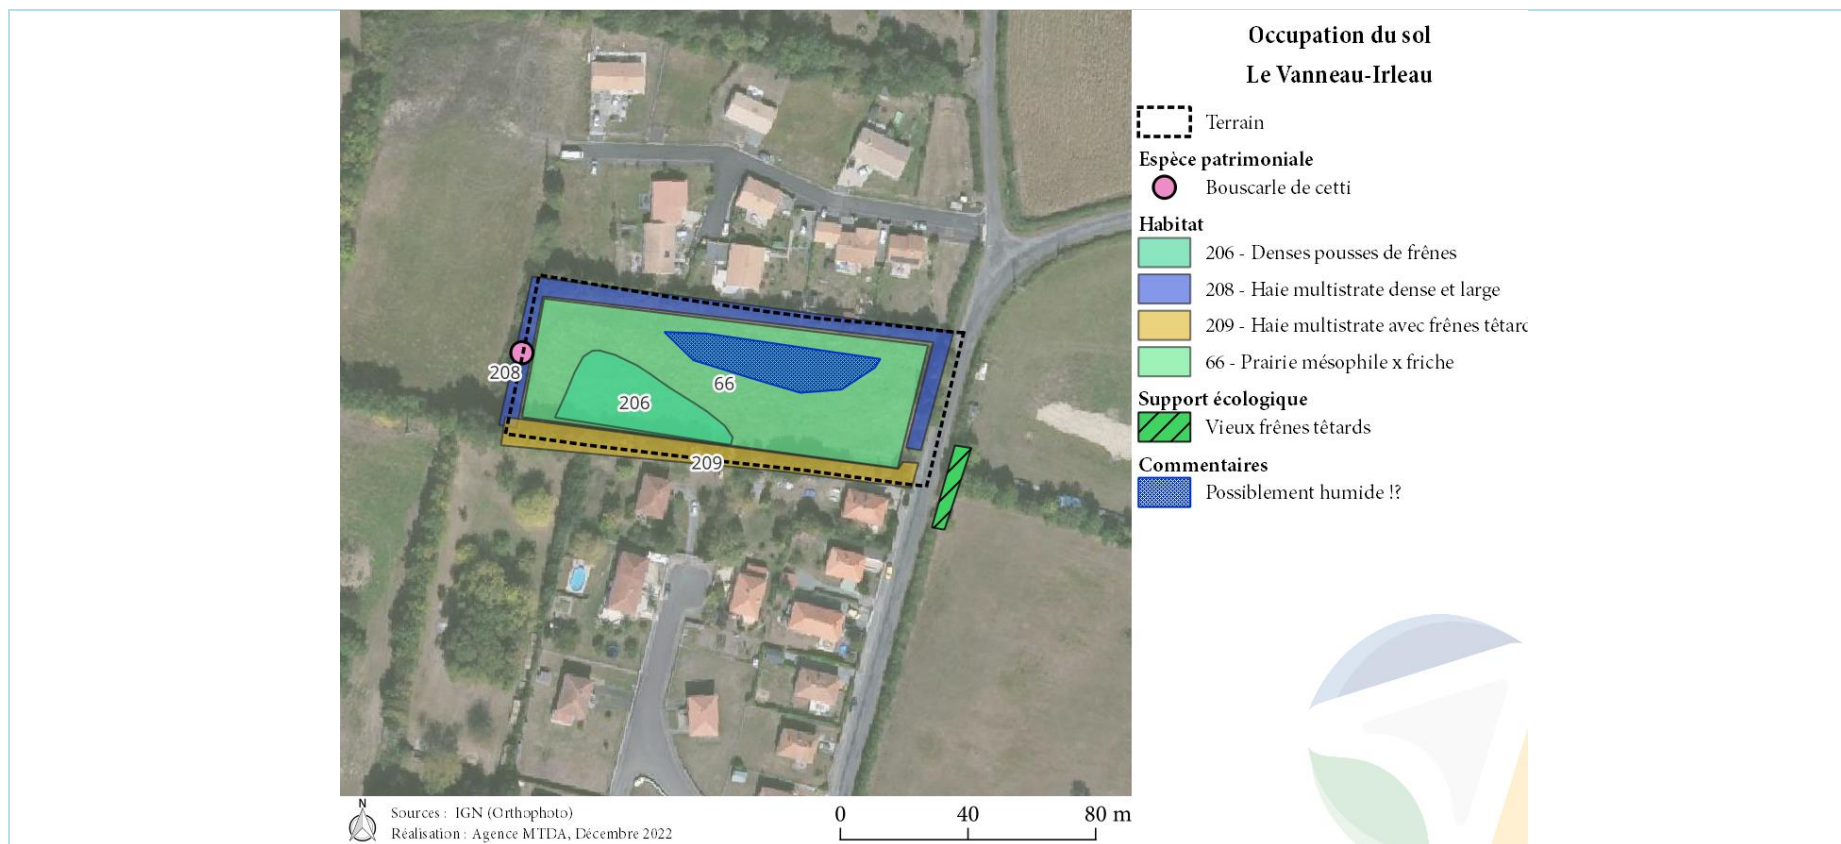 Occupation du sol
Le Vanneau-Irleau
Terrain
Espèce patrimoniale
Bouscarle de cetti
Habitat
206 - Denses pousses de frênes
208 - Haie multistrate dense et large
209 - Haie multistrate avec frênes têtard
66 - Prairie mésophile x friche
Support écologique
Vieux frênes têtards
Commentaires
Possiblement humide !?
208
206
66
209
N
Sources : IGN (Orthophoto)
Réalisation : Agence MTDA, Décembre 2022
0 40 80 m